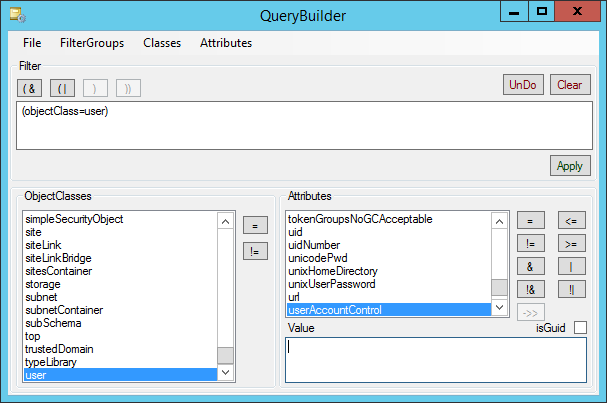 QueryBuilder
File FilterGroups Classes Attributes
Filter
( & ( | ) )) UnDo Clear
(objectClass=user)
Apply
ObjectClasses
simpleSecurityObject
site
siteLink
siteLinkBridge
sitesContainer
storage
subnet
subnetContainer
subSchema
top
trustedDomain
typeLibrary
user
=
!=
Attributes
tokenGroupsNoGCAcceptable
uid
uidNumber
unicodePwd
unixHomeDirectory
unixUserPassword
url
userAccountControl
= <=
!= >=
& |
!& !|
->>
Value isGuid